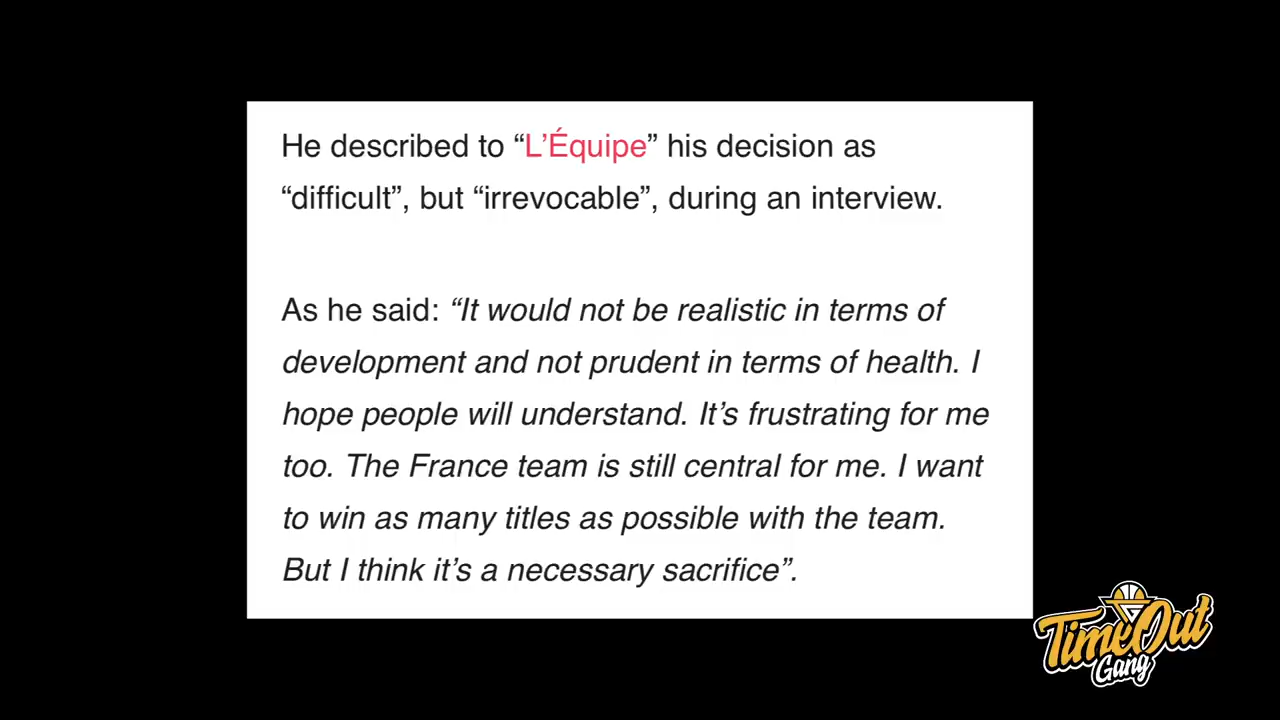 He described to “L’Équipe” his decision as
“difficult”, but “irrevocable”, during an interview.
As he said: “It would not be realistic in terms of
development and not prudent in terms of health. I
hope people will understand. It’s frustrating for me
too. The France team is still central for me. I want
to win as many titles as possible with the team.
But I think it’s a necessary sacrifice”.
TimeOut
Gang